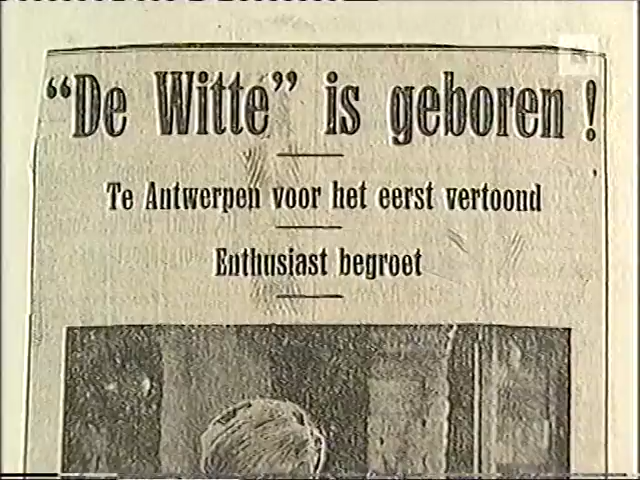 “De Witte” is geboren !
Te Antwerpen voor het eerst vertoond
Enthusiast begroet